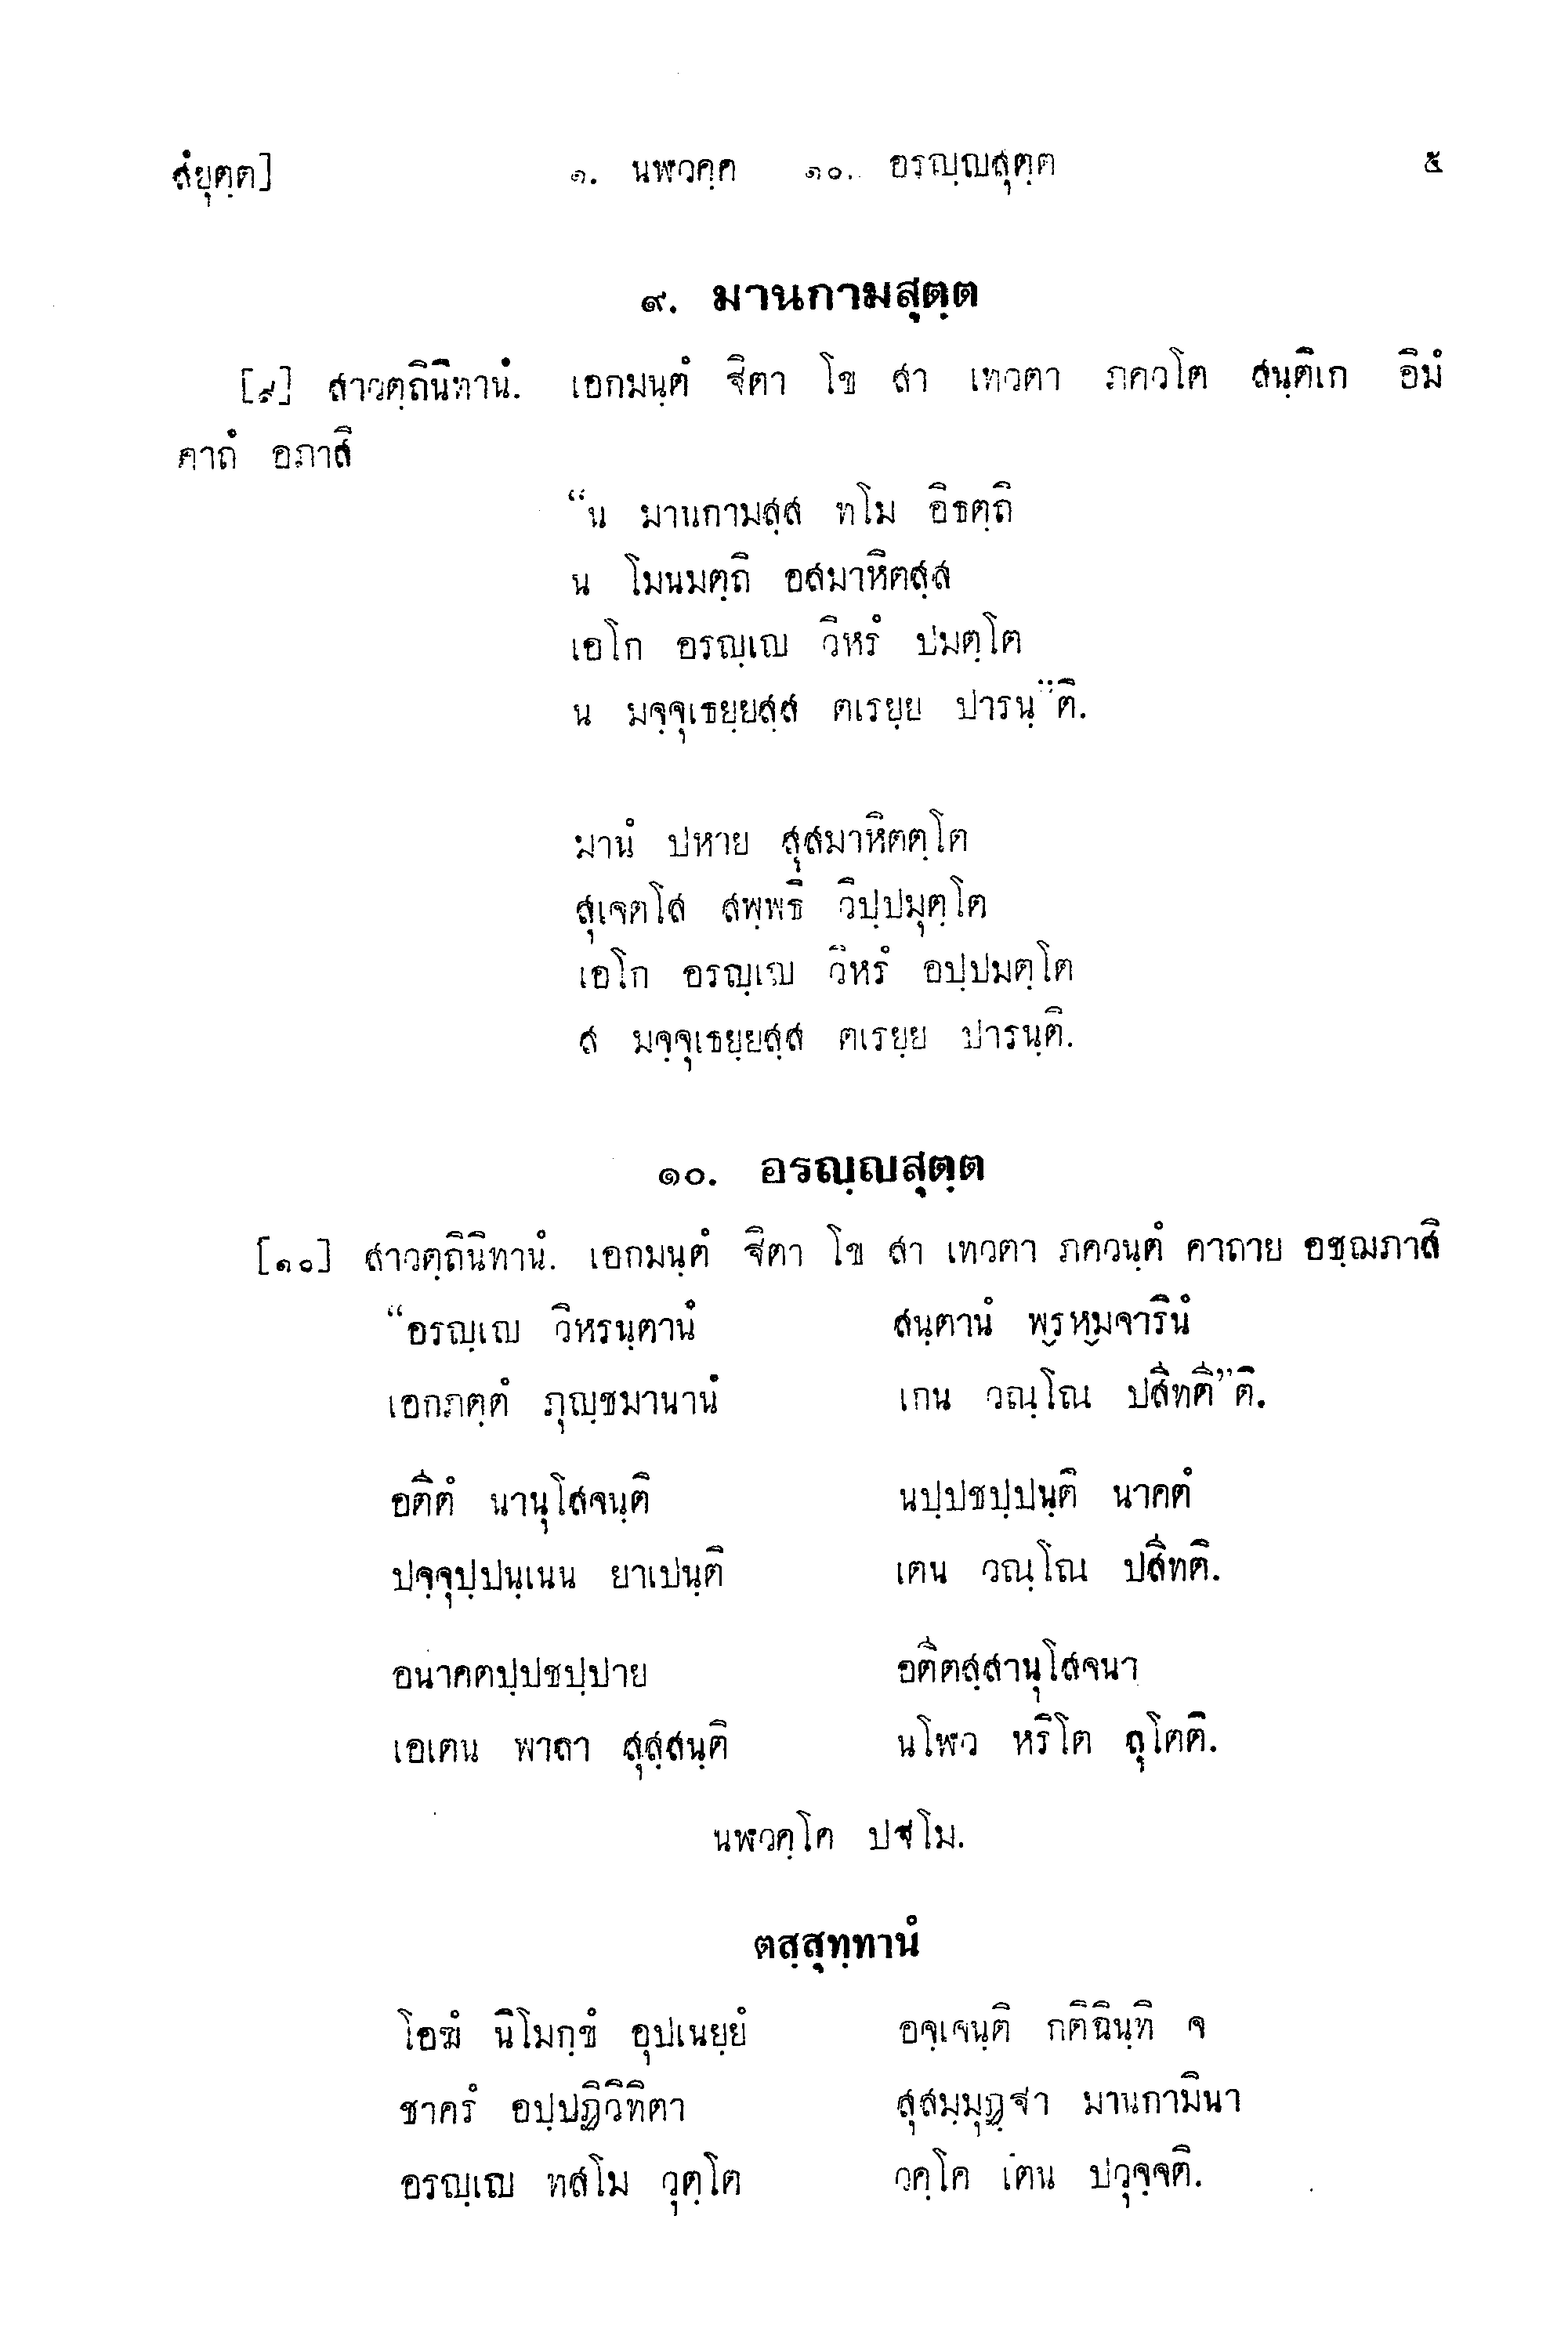 สํยุตฺต] ๑. นฬวคฺค ๑๐. อรญฺญสุตฺต ๕
๙. มานกามสุตฺต
[๙] สาวตฺถินิทานํ. เอกมนฺตํ ฐิตา โข สา เทวตา ภควโต สนฺติเก อิมํ
คาถํ อภาสิ
“น มานกามสฺส ทโม อิธตฺถิ
น โมนมตฺถิ อสมาหิตสฺส
เอโก อรญฺเญ วิหรํ ปมตฺโต
น มจฺจุเธยฺยสฺส ตเรยฺย ปารนฺ”ติ.
มานํ ปหาย สุสมาหิตตฺโต
สุเจตโส สพฺพธิ วิปฺปมุตฺโต
เอโก อรญฺเญ วิหรํ อปฺปมตฺโต
ส มจฺจุเธยฺยสฺส ตเรยฺย ปารนฺติ.
๑๐. อรญฺญสุตฺต
[๑๐] สาวตฺถินิทานํ. เอกมนฺตํ ฐิตา โข สา เทวตา ภควนฺตํ คาถาย อชฺฌภาสิ
“อรญฺเญ วิหรนฺตานํ สนฺตานํ พฺรหฺมจารินํ
เอกภตฺตํ ภุญฺชมานานํ เกน วณฺโณ ปสีทตี”ติ.
อตีตํ นานุโสจนฺติ นปฺปชปฺปนฺติ นาคตํ
ปจฺจุปฺปนฺเนน ยาเปนฺติ เตน วณฺโณ ปสีทติ.
อนาคตปฺปชปฺปาย อตีตสฺสานุโสจนา
เอเตน พาลา สุสฺสนฺติ นโฬว หริโต ลุโตติ.
นฬวคฺโค ปฐโม.
ตสฺสุทฺทานํ
โอฆํ นิโมกฺขํ อุปเนยฺยํ อจฺเจนฺติ กติฉินฺทิ จ
ชาครํ อปฺปฏิวิทิตา สุสมฺมุฏฺฐา มานกามินา
อรญฺเญ ทสโม วุตฺโต วคฺโค เตน ปวุจฺจติ.